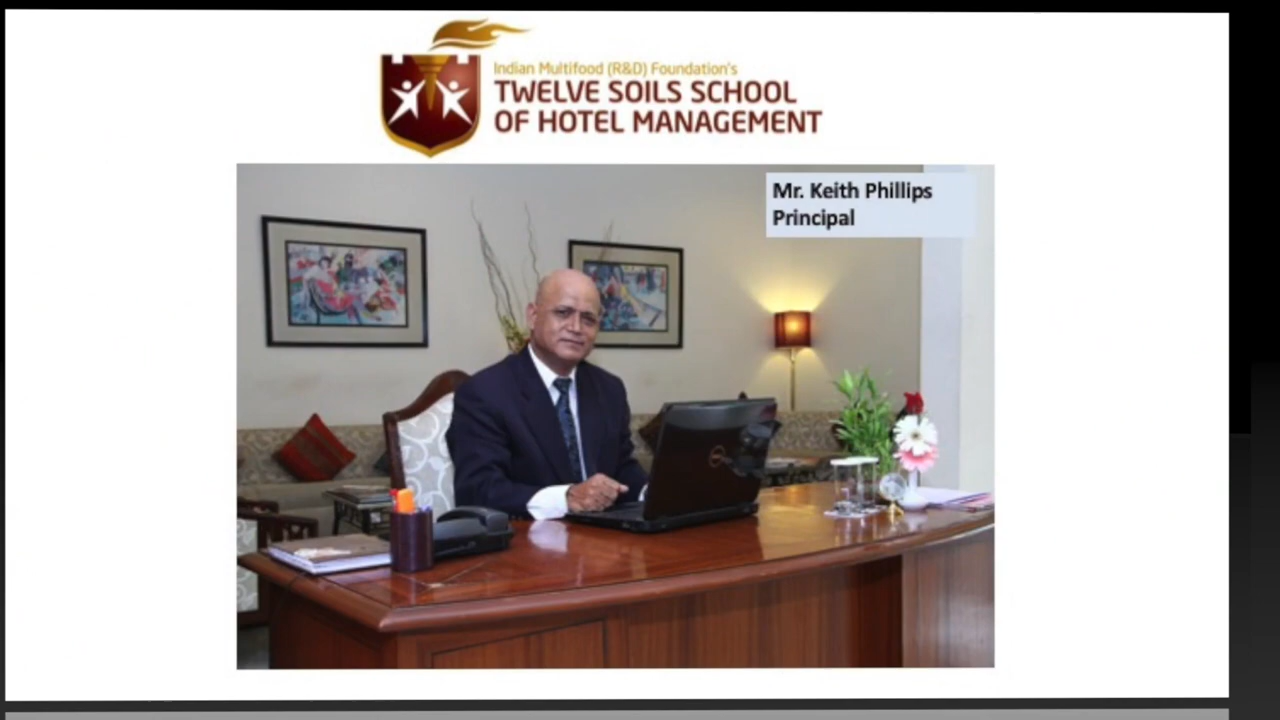 Indian Multifood (R&D) Foundation's
TWELVE SOILS SCHOOL
OF HOTEL MANAGEMENT
Mr. Keith Phillips
Principal